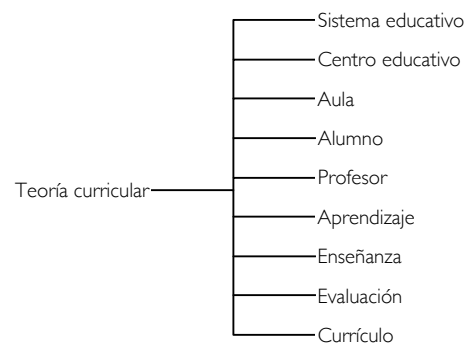 Sistema educativo
Centro educativo
Aula
Alumno
Profesor
Teoría curricular
Aprendizaje
Enseñanza
Evaluación
Currículo